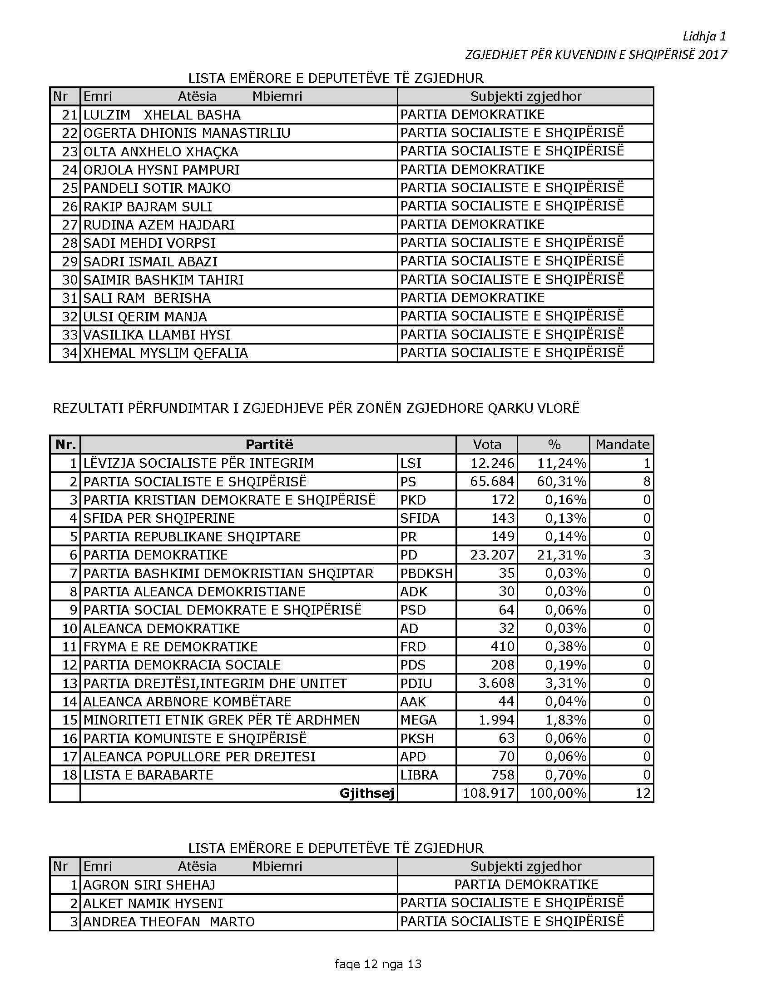 Lidhja 1
ZGJEDHJET PËR KUVENDIN E SHQIPËRISË 2017
LISTA EMËRORE E DEPUTETËVE TË ZGJEDHUR
Nr Emri Atësia Mbiemri Subjekti zgjedhor
21 LULZIM XHELAL BASHA PARTIA DEMOKRATIKE
22 OGERTA DHIONIS MANASTIRLIU PARTIA SOCIALISTE E SHQIPËRISË
23 OLTA ANXHELO XHAÇKA PARTIA SOCIALISTE E SHQIPËRISË
24 ORJOLA HYSNI PAMPURI PARTIA DEMOKRATIKE
25 PANDELI SOTIR MAJKO PARTIA SOCIALISTE E SHQIPËRISË
26 RAKIP BAJRAM SULI PARTIA SOCIALISTE E SHQIPËRISË
27 RUDINA AZEM HAJDARI PARTIA DEMOKRATIKE
28 SADI MEHDI VORPSI PARTIA SOCIALISTE E SHQIPËRISË
29 SADRI ISMAIL ABAZI PARTIA SOCIALISTE E SHQIPËRISË
30 SAIMIR BASHKIM TAHIRI PARTIA SOCIALISTE E SHQIPËRISË
31 SALI RAM BERISHA PARTIA DEMOKRATIKE
32 ULSI QERIM MANJA PARTIA SOCIALISTE E SHQIPËRISË
33 VASILIKA LLAMBI HYSI PARTIA SOCIALISTE E SHQIPËRISË
34 XHEMAL MYSLIM QEFALIA PARTIA SOCIALISTE E SHQIPËRISË
REZULTATI PËRFUNDIMTAR I ZGJEDHJEVE PËR ZONËN ZGJEDHORE QARKU VLORË
Nr. Partitë Vota % Mandate
1 LËVIZJA SOCIALISTE PËR INTEGRIM LSI 12.246 11,24% 1
2 PARTIA SOCIALISTE E SHQIPËRISË PS 65.684 60,31% 8
3 PARTIA KRISTIAN DEMOKRATE E SHQIPËRISË PKD 172 0,16% 0
4 SFIDA PER SHQIPERINE SFIDA 143 0,13% 0
5 PARTIA REPUBLIKANE SHQIPTARE PR 149 0,14% 0
6 PARTIA DEMOKRATIKE PD 23.207 21,31% 3
7 PARTIA BASHKIMI DEMOKRISTIAN SHQIPTAR PBDKSH 35 0,03% 0
8 PARTIA ALEANCA DEMOKRISTIANE ADK 30 0,03% 0
9 PARTIA SOCIAL DEMOKRATE E SHQIPËRISË PSD 64 0,06% 0
10 ALEANCA DEMOKRATIKE AD 32 0,03% 0
11 FRYMA E RE DEMOKRATIKE FRD 410 0,38% 0
12 PARTIA DEMOKRACIA SOCIALE PDS 208 0,19% 0
13 PARTIA DREJTËSI,INTEGRIM DHE UNITET PDIU 3.608 3,31% 0
14 ALEANCA ARBNORE KOMBËTARE AAK 44 0,04% 0
15 MINORITETI ETNIK GREK PËR TË ARDHMEN MEGA 1.994 1,83% 0
16 PARTIA KOMUNISTE E SHQIPËRISË PKSH 63 0,06% 0
17 ALEANCA POPULLORE PER DREJTESI APD 70 0,06% 0
18 LISTA E BARABARTE LIBRA 758 0,70% 0
Gjithsej 108.917 100,00% 12
LISTA EMËRORE E DEPUTETËVE TË ZGJEDHUR
Nr Emri Atësia Mbiemri Subjekti zgjedhor
1 AGRON SIRI SHEHAJ PARTIA DEMOKRATIKE
2 ALKET NAMIK HYSENI PARTIA SOCIALISTE E SHQIPËRISË
3 ANDREA THEOFAN MARTO PARTIA SOCIALISTE E SHQIPËRISË
faqe 12 nga 13